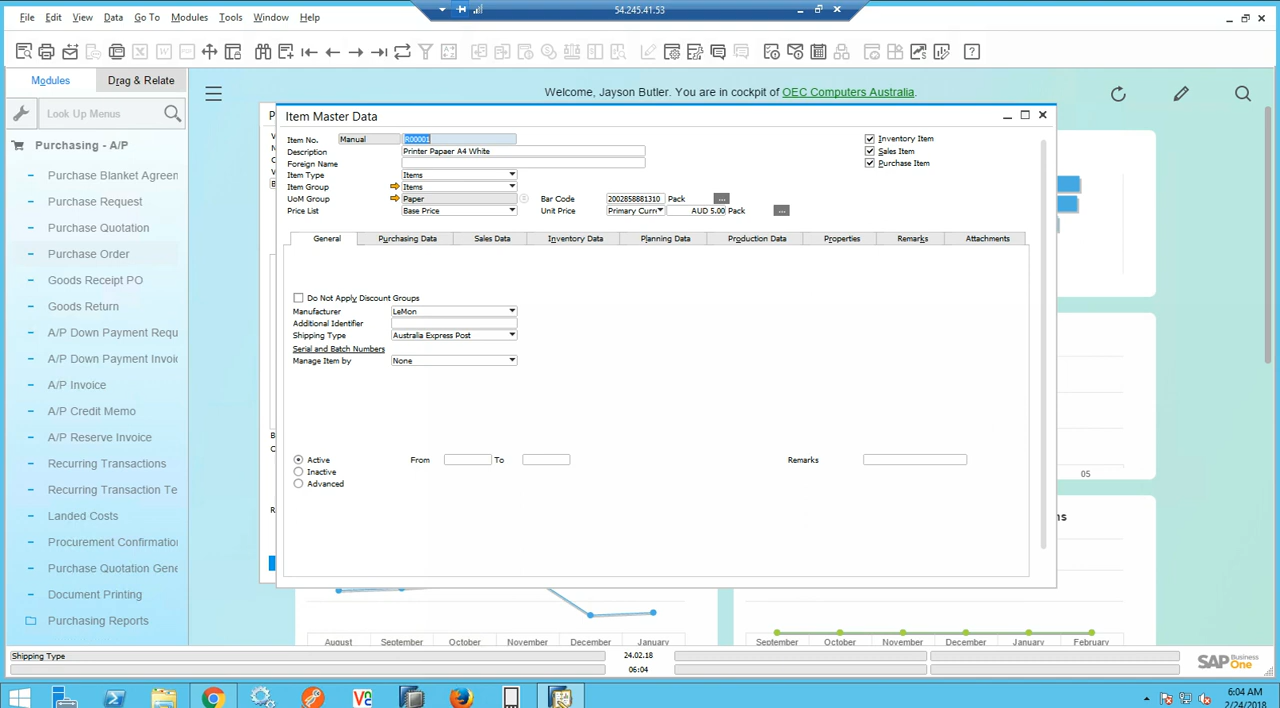 54.245.41.53
File Edit View Data Go To Modules Tools Window Help
Modules Drag & Relate
Look Up Menus
Welcome, Jayson Butler. You are in cockpit of OEC Computers Australia.
Purchasing - A/P
Purchase Blanket Agreen
Purchase Request
Purchase Quotation
Purchase Order
Goods Receipt PO
Goods Return
A/P Down Payment Requ
A/P Down Payment Invoic
A/P Invoice
A/P Credit Memo
A/P Reserve Invoice
Recurring Transactions
Recurring Transaction Te
Landed Costs
Procurement Confirmation
Purchase Quotation Gene
Document Printing
Purchasing Reports
Item Master Data
Item No. Manual R00001
Description Printer Papaer A4 White
Foreign Name
Item Type Items
Item Group Items
UoM Group Paper Bar Code 2002858881310 Pack ...
Price List Base Price Unit Price Primary Curr AUD 5.00 Pack ...
Inventory Item
Sales Item
Purchase Item
General Purchasing Data Sales Data Inventory Data Planning Data Production Data Properties Remarks Attachments
Do Not Apply Discount Groups
Manufacturer LeMon
Additional Identifier
Shipping Type Australia Express Post
Serial and Batch Numbers
Manage Item by None
Active From To Remarks
Inactive
Advanced
05
ns
August September October November December January
September October November December January February
Shipping Type 24.02.18
06:04
SAP Business One
6:04 AM
2/24/2018